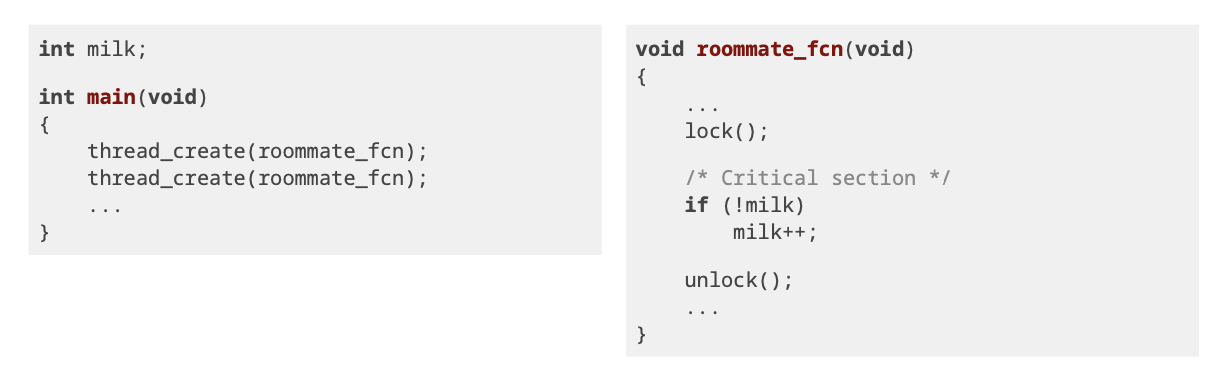 int milk;
int main(void)
{
    thread_create(roommate_fcn);
    thread_create(roommate_fcn);
    ...
}
void roommate_fcn(void)
{
    ...
    lock();
    /* Critical section */
    if (!milk)
        milk++;
    unlock();
    ...
}